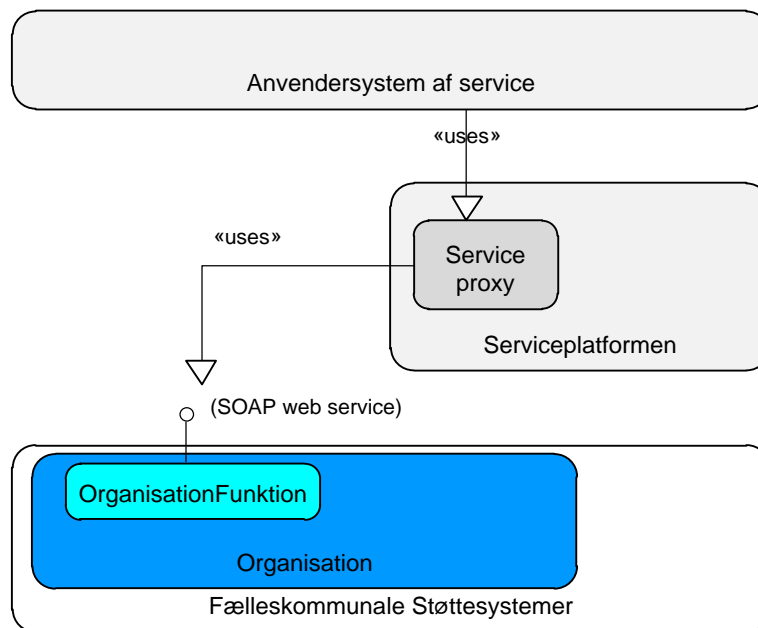 Anvendersystem af service
«uses»
«uses»
Service
proxy
Serviceplatformen
(SOAP web service)
OrganisationFunktion
Organisation
Fælleskommunale Støttesystemer